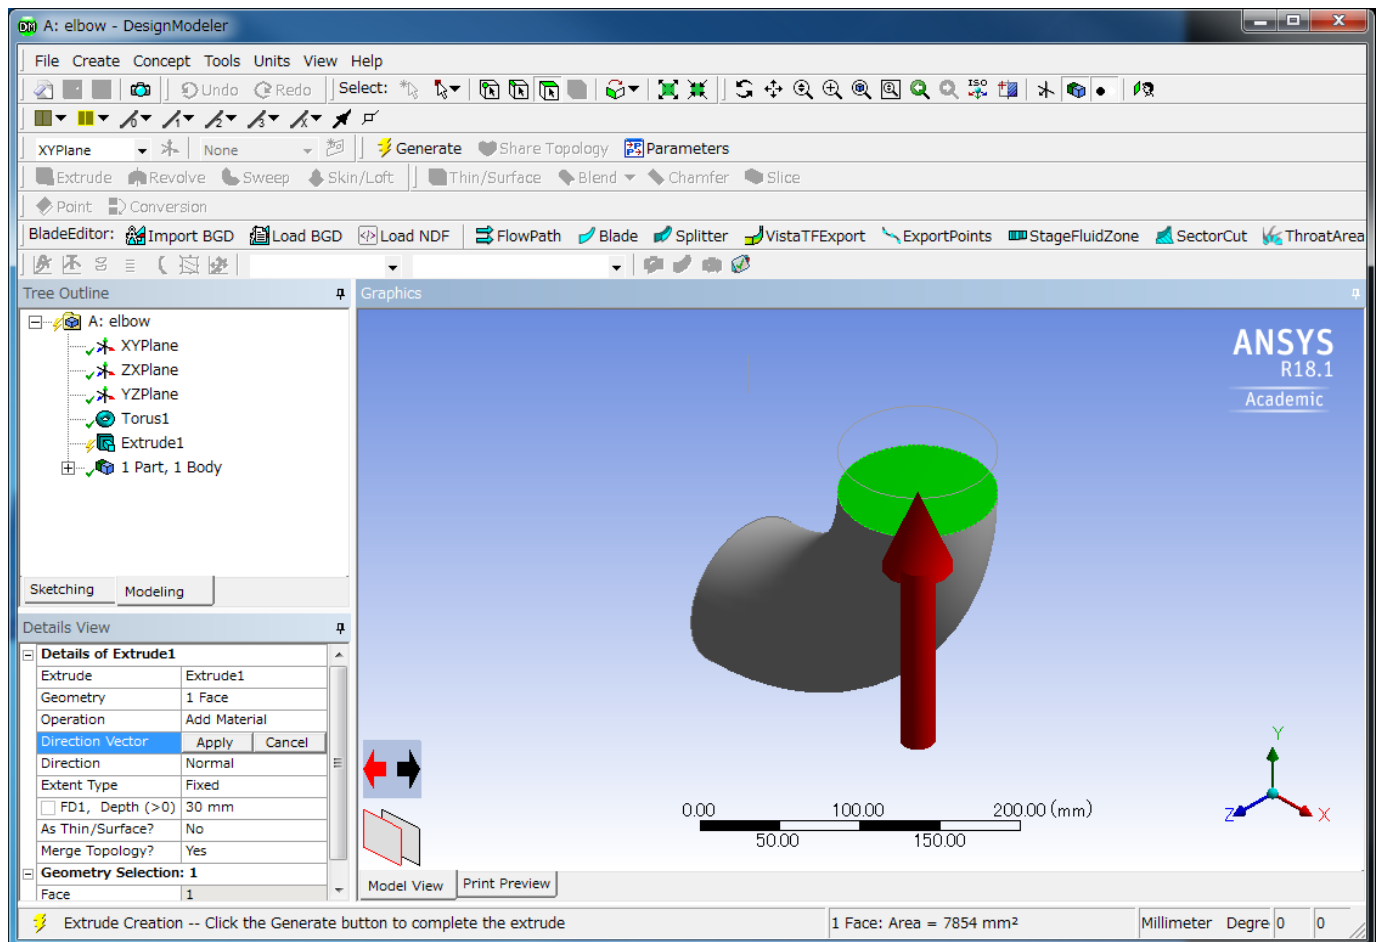 A: elbow - DesignModeler
File Create Concept Tools Units View Help
Undo Redo Select:
XYPlane None Generate Share Topology Parameters
Extrude Revolve Sweep Skin/Loft Thin/Surface Blend Chamfer Slice
Point Conversion
BladeEditor: Import BGD Load BGD Load NDF FlowPath Blade Splitter VistaTFExport ExportPoints StageFluidZone SectorCut ThroatArea
Tree Outline
Graphics
A: elbow
XYPlane
ZXPlane
YZPlane
Torus1
Extrude1
1 Part, 1 Body
Sketching Modeling
Details View
Details of Extrude1
Extrude Extrude1
Geometry 1 Face
Operation Add Material
Direction Vector Apply Cancel
Direction Normal
Extent Type Fixed
FD1, Depth (>0) 30 mm
As Thin/Surface? No
Merge Topology? Yes
Geometry Selection: 1
Face 1
ANSYS
R18.1
Academic
0.00 100.00 200.00 (mm)
50.00 150.00
Y
Z X
Model View Print Preview
Extrude Creation -- Click the Generate button to complete the extrude 1 Face: Area = 7854 mm² Millimeter Degre 0 0